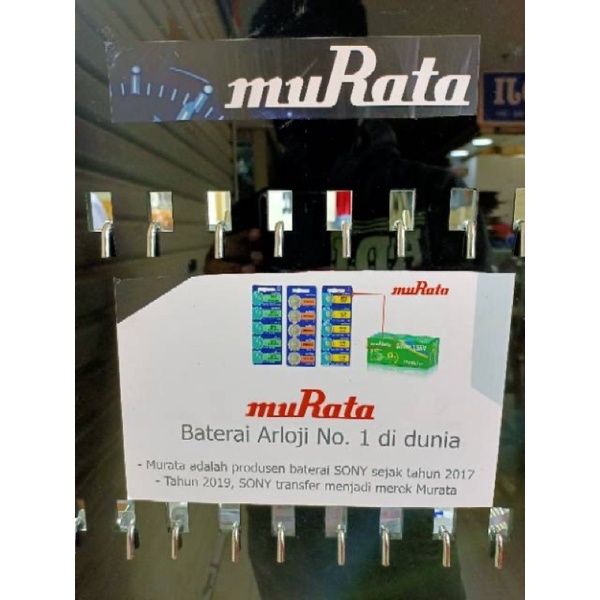 muRata
muRata
muRata
muRata
Baterai Arloji No. 1 di dunia
- Murata adalah produsen baterai SONY sejak tahun 2017
- Tahun 2019, SONY transfer menjadi merek Murata